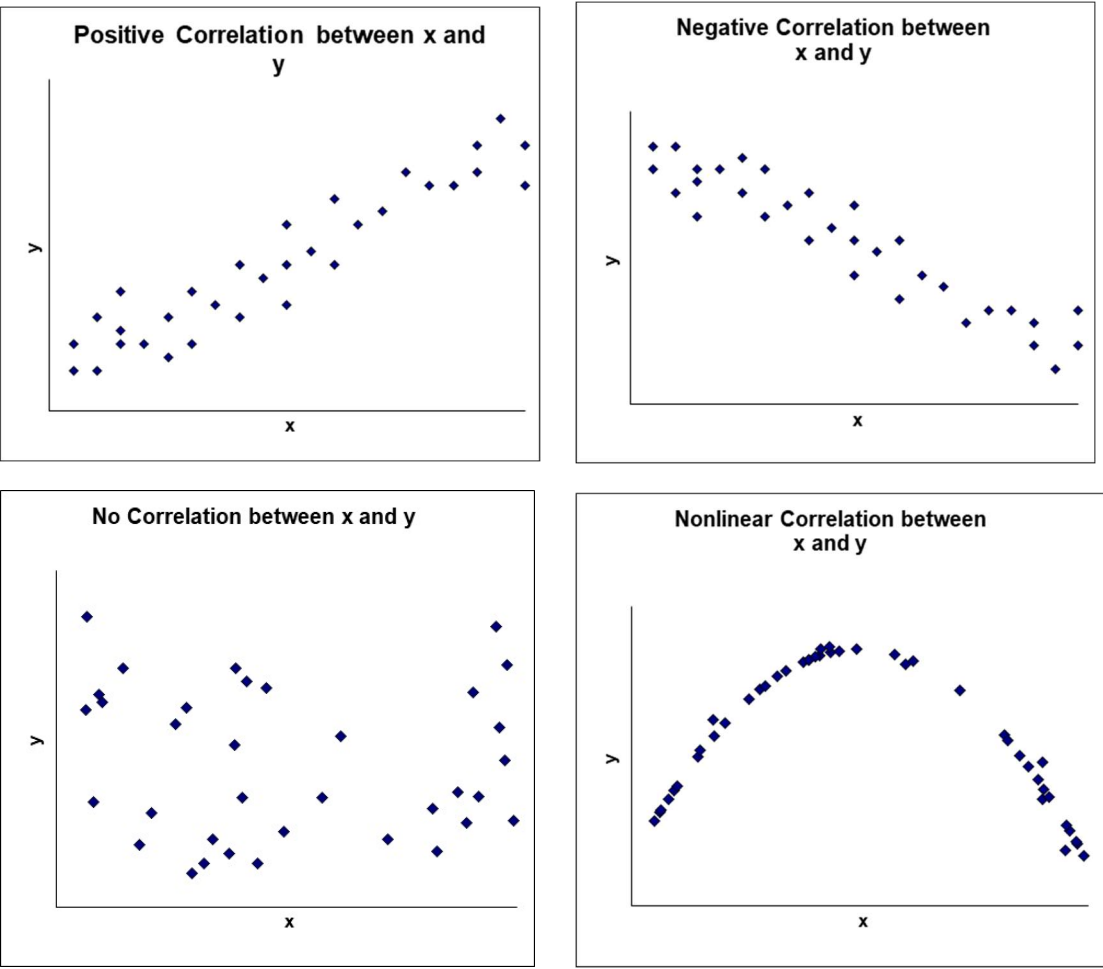 Positive Correlation between x and
y
y
x
Negative Correlation between
x and y
y
x
No Correlation between x and y
y
x
Nonlinear Correlation between
x and y
y
x